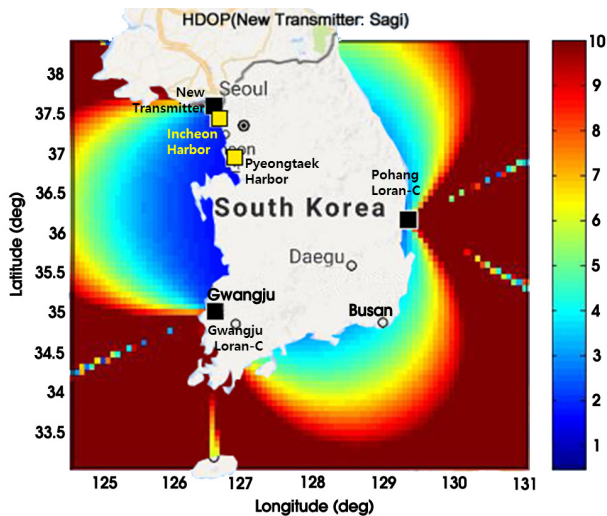 HDOP(New Transmitter: Sagi)
38
37.5
37
36.5
36
35.5
35
34.5
34
33.5
Latitude (deg)
125
126
127
128
129
130
131
Longitude (deg)
New
Transmitter
Seoul
Incheon
Harbor
Pyeongtaek
Harbor
Pohang
Loran-C
South Korea
Daegu
Gwangju
Gwangju
Loran-C
Busan
10
9
8
7
6
5
4
3
2
1